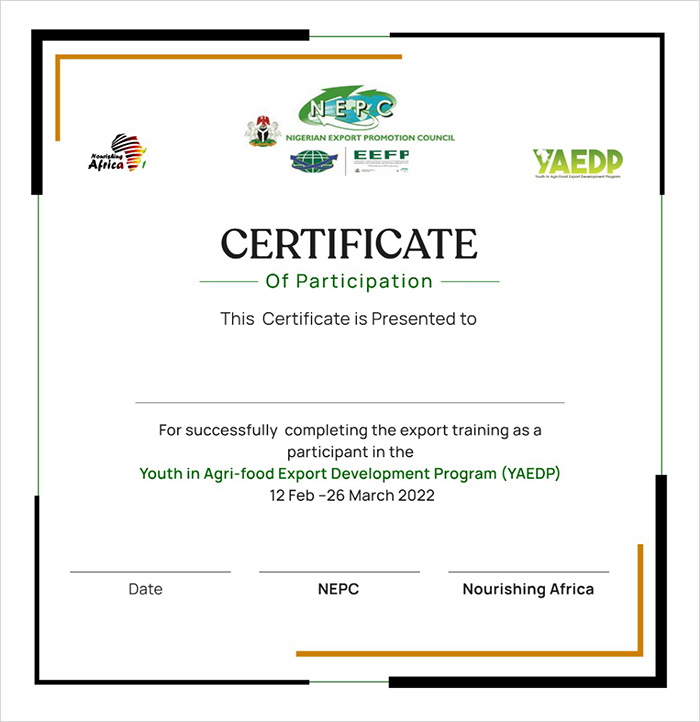 NEPC
NIGERIAN EXPORT PROMOTION COUNCIL
Nourishing
Africa
EEFP
YAEDP
Youth in Agri-Food Export Development Program
CERTIFICATE
Of Participation
This Certificate is Presented to
For successfully completing the export training as a
participant in the
Youth in Agri-food Export Development Program (YAEDP)
12 Feb –26 March 2022
Date
NEPC
Nourishing Africa